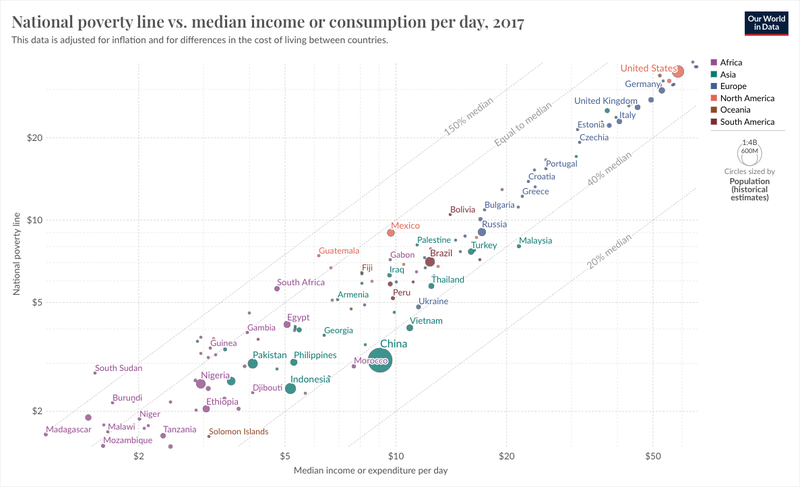 National poverty line vs. median income or consumption per day, 2017
This data is adjusted for inflation and for differences in the cost of living between countries.
Our World
in Data
150% median
Equal to median
40% median
20% median
National poverty line
$20
$10
$5
$2
United States
Germany
United Kingdom
Italy
Estonia
Czechia
Portugal
Croatia
Greece
Bulgaria
Bolivia
Russia
Mexico
Palestine
Turkey
Malaysia
Guatemala
Gabon
Brazil
Fiji
Iraq
Thailand
South Africa
Peru
Armenia
Ukraine
Egypt
Vietnam
Gambia
Georgia
Guinea
China
Pakistan
Philippines
Morocco
South Sudan
Nigeria
Indonesia
Djibouti
Burundi
Ethiopia
Niger
Malawi
Madagascar
Tanzania
Solomon Islands
Mozambique
$2
$5
$10
$20
$50
Median income or expenditure per day
Africa
Asia
Europe
North America
Oceania
South America
1:4B
600M
Circles sized by
Population
(historical
estimates)